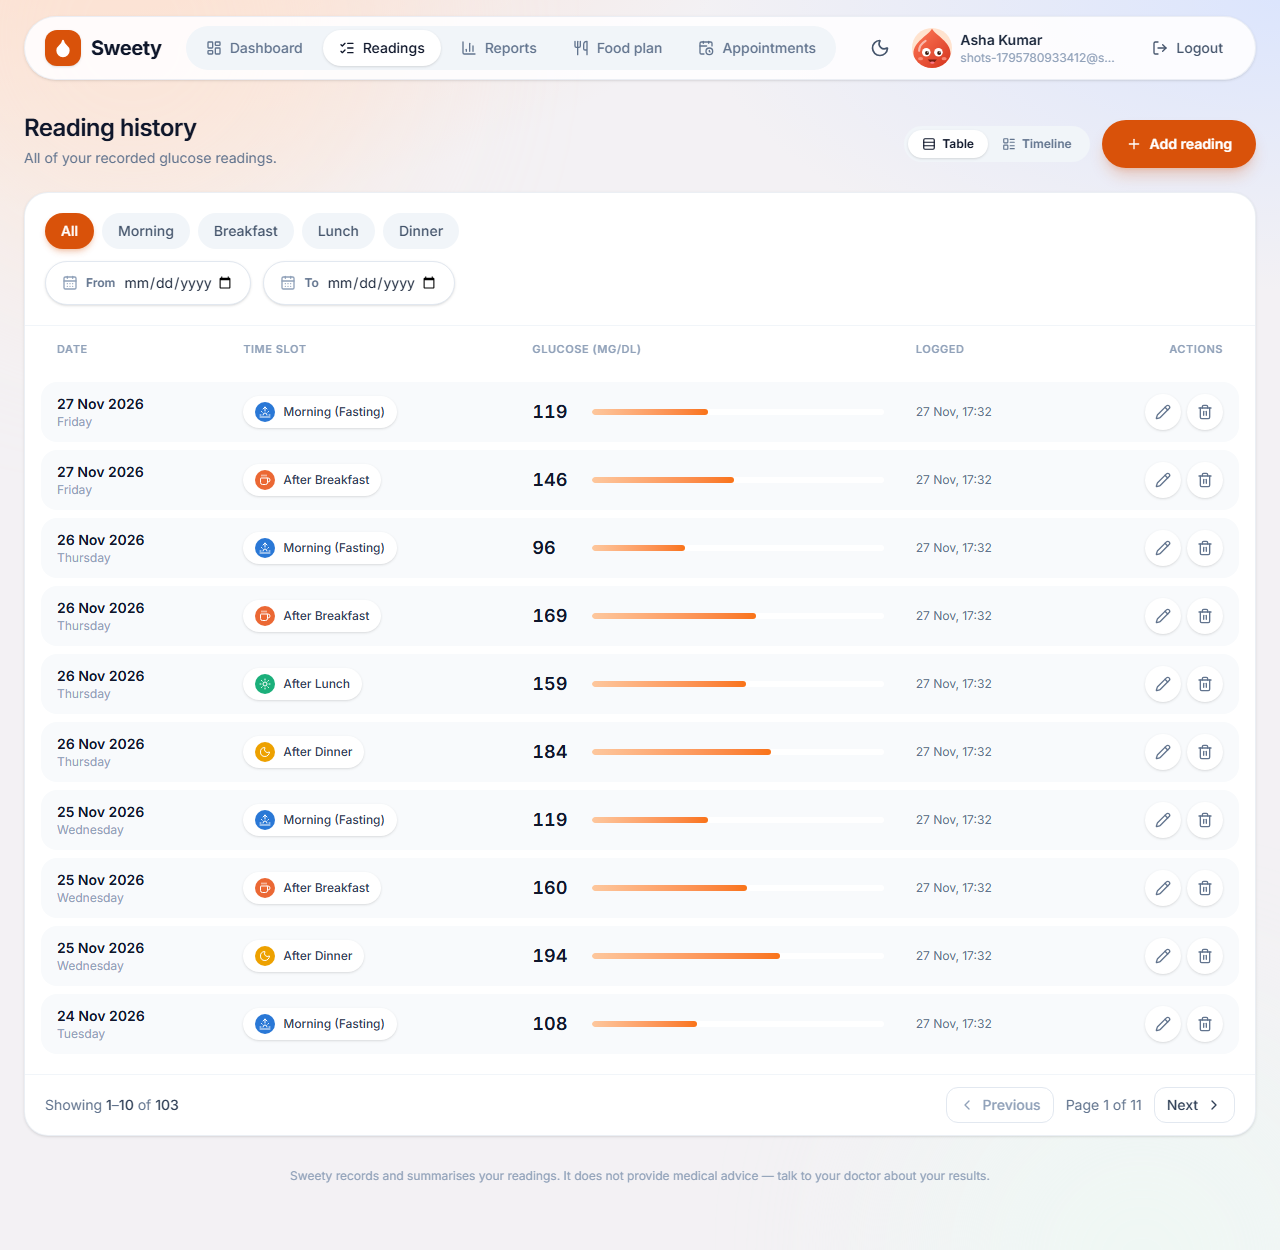 Sweety
Dashboard
Readings
Reports
Food plan
Appointments
Asha Kumar
shots-1795780933412@s...
Logout
Reading history
All of your recorded glucose readings.
Table
Timeline
Add reading
All
Morning
Breakfast
Lunch
Dinner
From mm/dd/yyyy
To mm/dd/yyyy
DATE TIME SLOT GLUCOSE (MG/DL) LOGGED ACTIONS
27 Nov 2026
Friday
Morning (Fasting)
119
27 Nov, 17:32
27 Nov 2026
Friday
After Breakfast
146
27 Nov, 17:32
26 Nov 2026
Thursday
Morning (Fasting)
96
27 Nov, 17:32
26 Nov 2026
Thursday
After Breakfast
169
27 Nov, 17:32
26 Nov 2026
Thursday
After Lunch
159
27 Nov, 17:32
26 Nov 2026
Thursday
After Dinner
184
27 Nov, 17:32
25 Nov 2026
Wednesday
Morning (Fasting)
119
27 Nov, 17:32
25 Nov 2026
Wednesday
After Breakfast
160
27 Nov, 17:32
25 Nov 2026
Wednesday
After Dinner
194
27 Nov, 17:32
24 Nov 2026
Tuesday
Morning (Fasting)
108
27 Nov, 17:32
Showing 1–10 of 103
Previous
Page 1 of 11
Next
Sweety records and summarises your readings. It does not provide medical advice — talk to your doctor about your results.